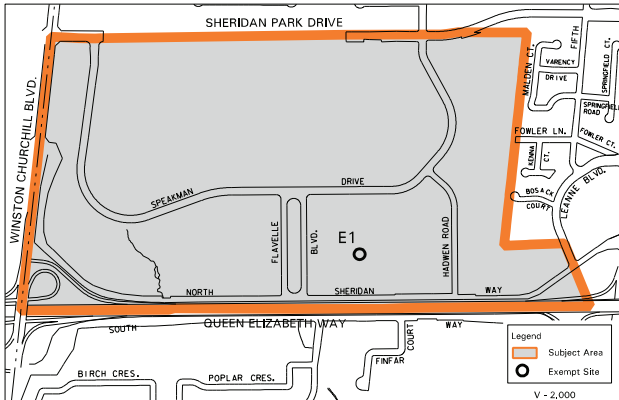 SHERIDAN PARK DRIVE
WINSTON CHURCHILL BLVD.
MALDEN CT.
VARENCY
DRIVE
FIFTH
SPRINGFIELD CT.
SPRINGFIELD
ROAD
FOWLER LN.
FOWLER CT.
KENNA
CT.
BOSACK
COURT
LEANNE BLVD.
SPEAKMAN
DRIVE
FLAVELLE
BLVD.
E1
HADWEN ROAD
NORTH
SHERIDAN
WAY
SOUTH
QUEEN ELIZABETH WAY
WAY
FINFAR
COURT
BIRCH CRES.
POPLAR CRES.
Legend
Subject Area
Exempt Site
V - 2,000